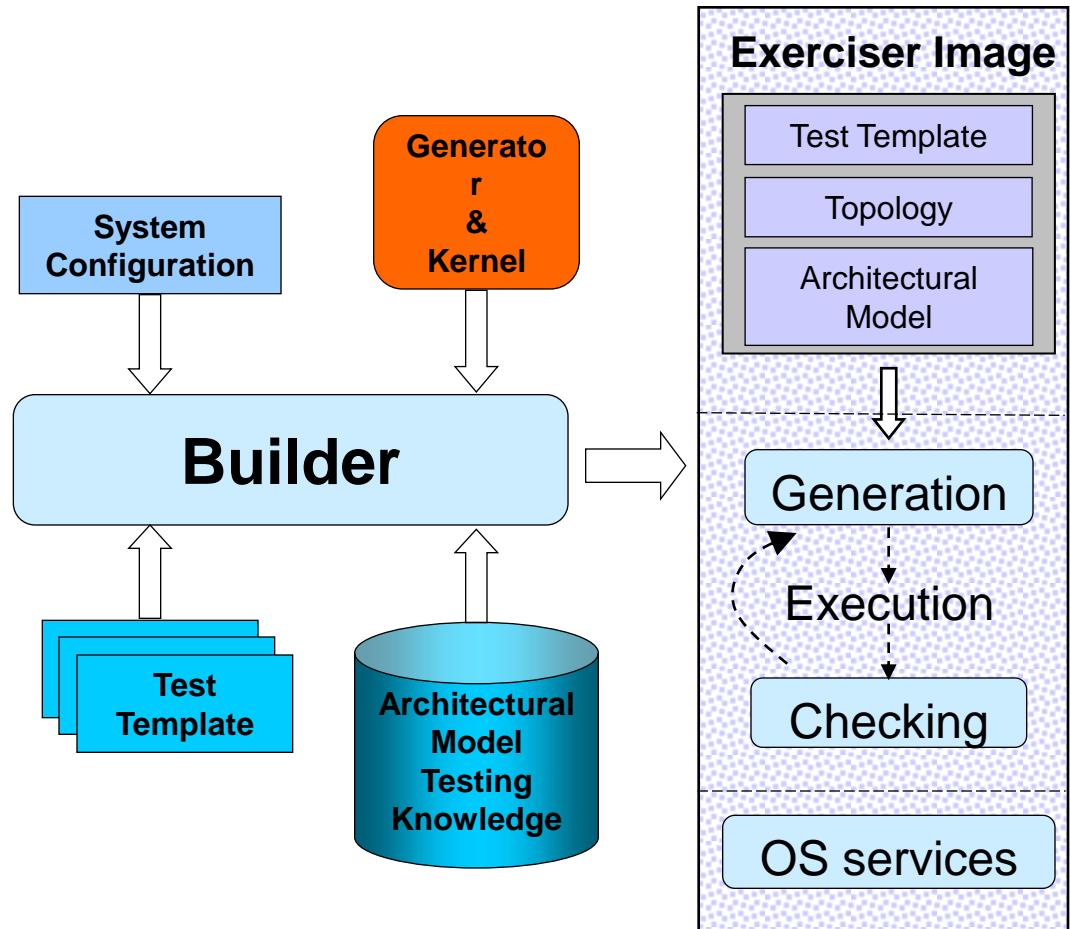 System
Configuration
Generato
r
&
Kernel
Builder
Test
Template
Architectural
Model
Testing
Knowledge
Exerciser Image
Test Template
Topology
Architectural
Model
Generation
Execution
Checking
OS services